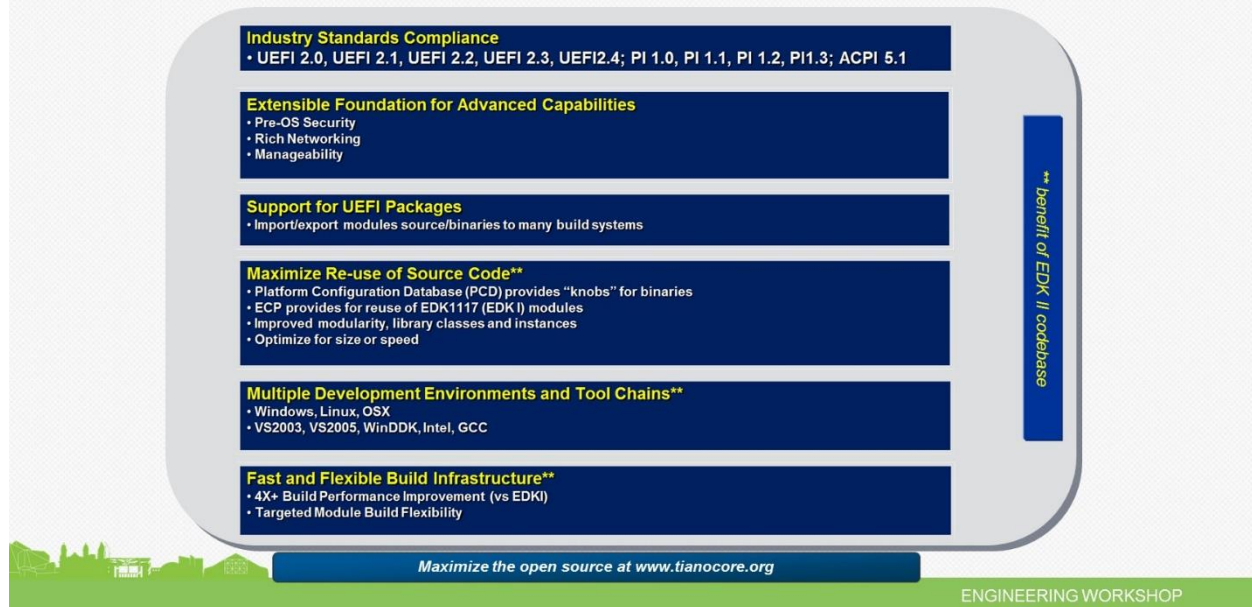 Industry Standards Compliance
• UEFI 2.0, UEFI 2.1, UEFI 2.2, UEFI 2.3, UEFI2.4; PI 1.0, PI 1.1, PI 1.2, PI1.3; ACPI 5.1
Extensible Foundation for Advanced Capabilities
• Pre-OS Security
• Rich Networking
• Manageability
Support for UEFI Packages
• Import/export modules source/binaries to many build systems
Maximize Re-use of Source Code**
• Platform Configuration Database (PCD) provides “knobs” for binaries
• ECP provides for reuse of EDK1117 (EDK I) modules
• Improved modularity, library classes and instances
• Optimize for size or speed
Multiple Development Environments and Tool Chains**
• Windows, Linux, OSX
• VS2003, VS2005, WinDDK, Intel, GCC
Fast and Flexible Build Infrastructure**
• 4X+ Build Performance Improvement (vs EDKI)
• Targeted Module Build Flexibility
** benefit of EDK II codebase
Maximize the open source at www.tianocore.org
ENGINEERING WORKSHOP